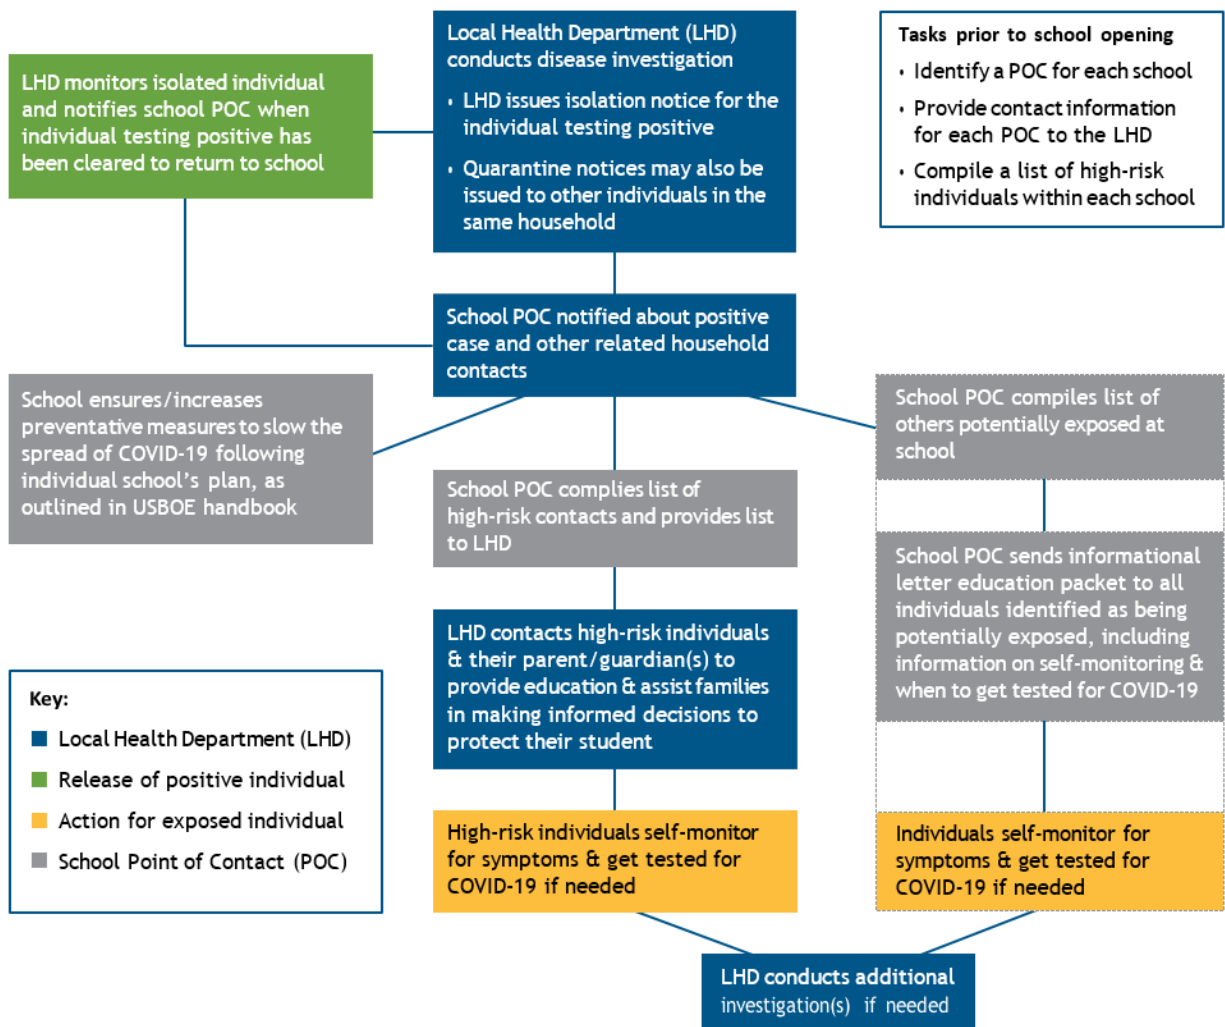 Local Health Department (LHD)
conducts disease investigation
• LHD issues isolation notice for the
individual testing positive
• Quarantine notices may also be
issued to other individuals in the
same household
Tasks prior to school opening
• Identify a POC for each school
• Provide contact information
for each POC to the LHD
• Compile a list of high-risk
individuals within each school
LHD monitors isolated individual
and notifies school POC when
individual testing positive has
been cleared to return to school
School POC notified about positive
case and other related household
contacts
School ensures/increases
preventative measures to slow the
spread of COVID-19 following
individual school's plan, as
outlined in USBOE handbook
School POC complies list of
high-risk contacts and provides list
to LHD
School POC compiles list of
others potentially exposed at
school
LHD contacts high-risk individuals
& their parent/guardian(s) to
provide education & assist families
in making informed decisions to
protect their student
School POC sends informational
letter education packet to all
individuals identified as being
potentially exposed, including
information on self-monitoring &
when to get tested for COVID-19
Key:
Local Health Department (LHD)
Release of positive individual
Action for exposed individual
School Point of Contact (POC)
High-risk individuals self-monitor
for symptoms & get tested for
COVID-19 if needed
Individuals self-monitor for
symptoms & get tested for
COVID-19 if needed
LHD conducts additional
investigation(s) if needed